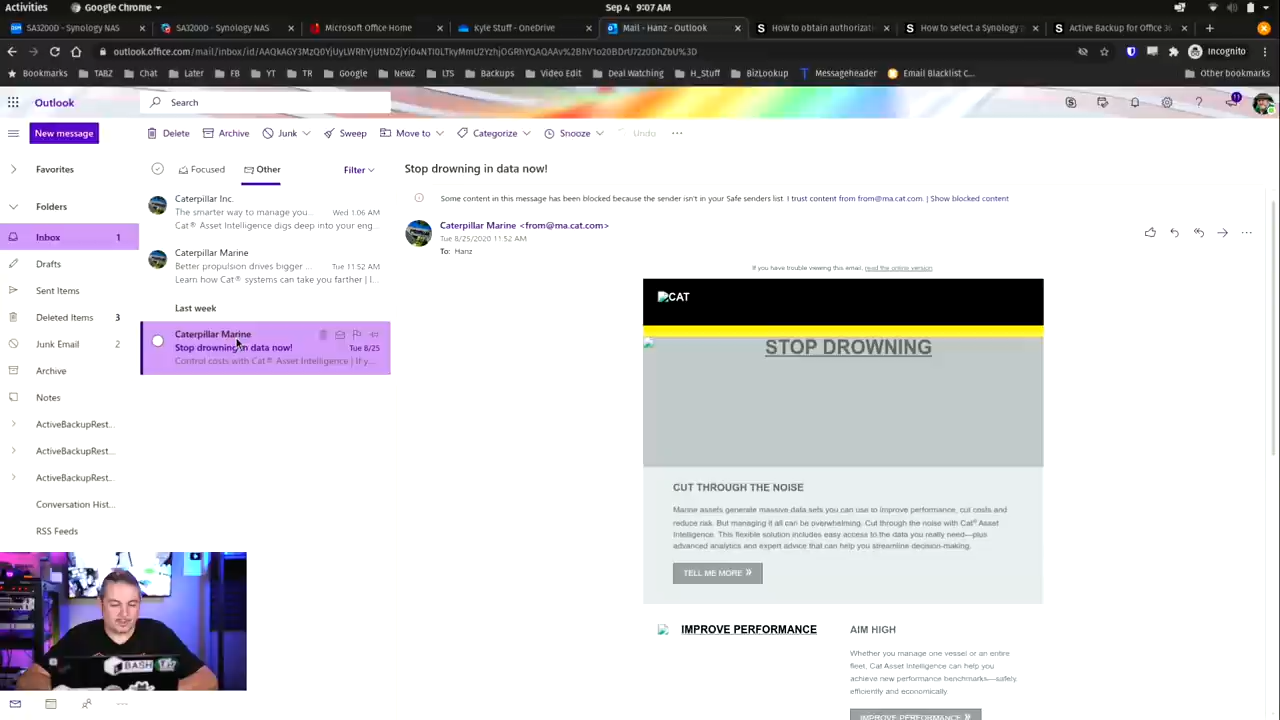 Activities
Google Chrome
Sep 4 9:07 AM
SA3200D - Synology NAS
SA3200D - Synology NAS
Microsoft Office Home
Kyle Stuff - OneDrive
Mail - Hanz - Outlook
How to obtain authorizat
How to select a Synology
Active Backup for Office 36
outlook.office.com/mail/inbox/id/
Bookmarks
TABZ
YT
TR
Google
Microsoft Office Ho...
NewzWatch
Backups
Video Edit
Deal Watching
H_Stuff
Messaging
Email Backlist C...
Other bookmarks
Outlook
Search
New message
Delete
Archive
Junk
Sweep
Move to
Categorize
Snooze
Undo
Favorites
Focused
Other
Filter
Stop drowning in data now!
Folders
Inbox 1
Drafts
Sent Items
Deleted Items 3
Junk Email 2
Archive
Notes
ActiveBackupRest...
ActiveBackupRest...
ActiveBackupRest...
Conversation Hist...
RSS Feeds
Caterpillar Inc.
The smarter way to manage you... Wed 1:06 AM
Cat® Asset Intelligence digs deep into your eng...
Caterpillar Marine
Better propulsion drives bigger ... Tue 11:52 AM
Learn how Cat® systems can take you farther | I...
Last week
Caterpillar Marine
Stop drowning in data now! Tue 8/25
Control costs with Cat® Asset Intelligence | If y...
Some content in this message has been blocked because the sender isn't in your Safe senders list. I trust content from from@ma.cat.com. | Show blocked content
Caterpillar Marine <from@ma.cat.com>
Tue 8/25/2020 11:52 AM
To: Hanz
If you have trouble viewing this email, read the online version
CAT
STOP DROWNING
CUT THROUGH THE NOISE
Marine assets generate massive data sets you can use to improve performance, cut costs and
reduce risk. But managing it all can be overwhelming. Cut through the noise with Cat® Asset
Intelligence. This flexible solution includes easy access to the data you really need—plus
advanced analytics and expert advice that can help you streamline decision-making.
TELL ME MORE »
IMPROVE PERFORMANCE
AIM HIGH
Whether you manage one vessel or an entire
fleet, Cat Asset Intelligence can help you
achieve new performance benchmarks—safely,
efficiently and economically
IMPROVE PERFORMANCE »